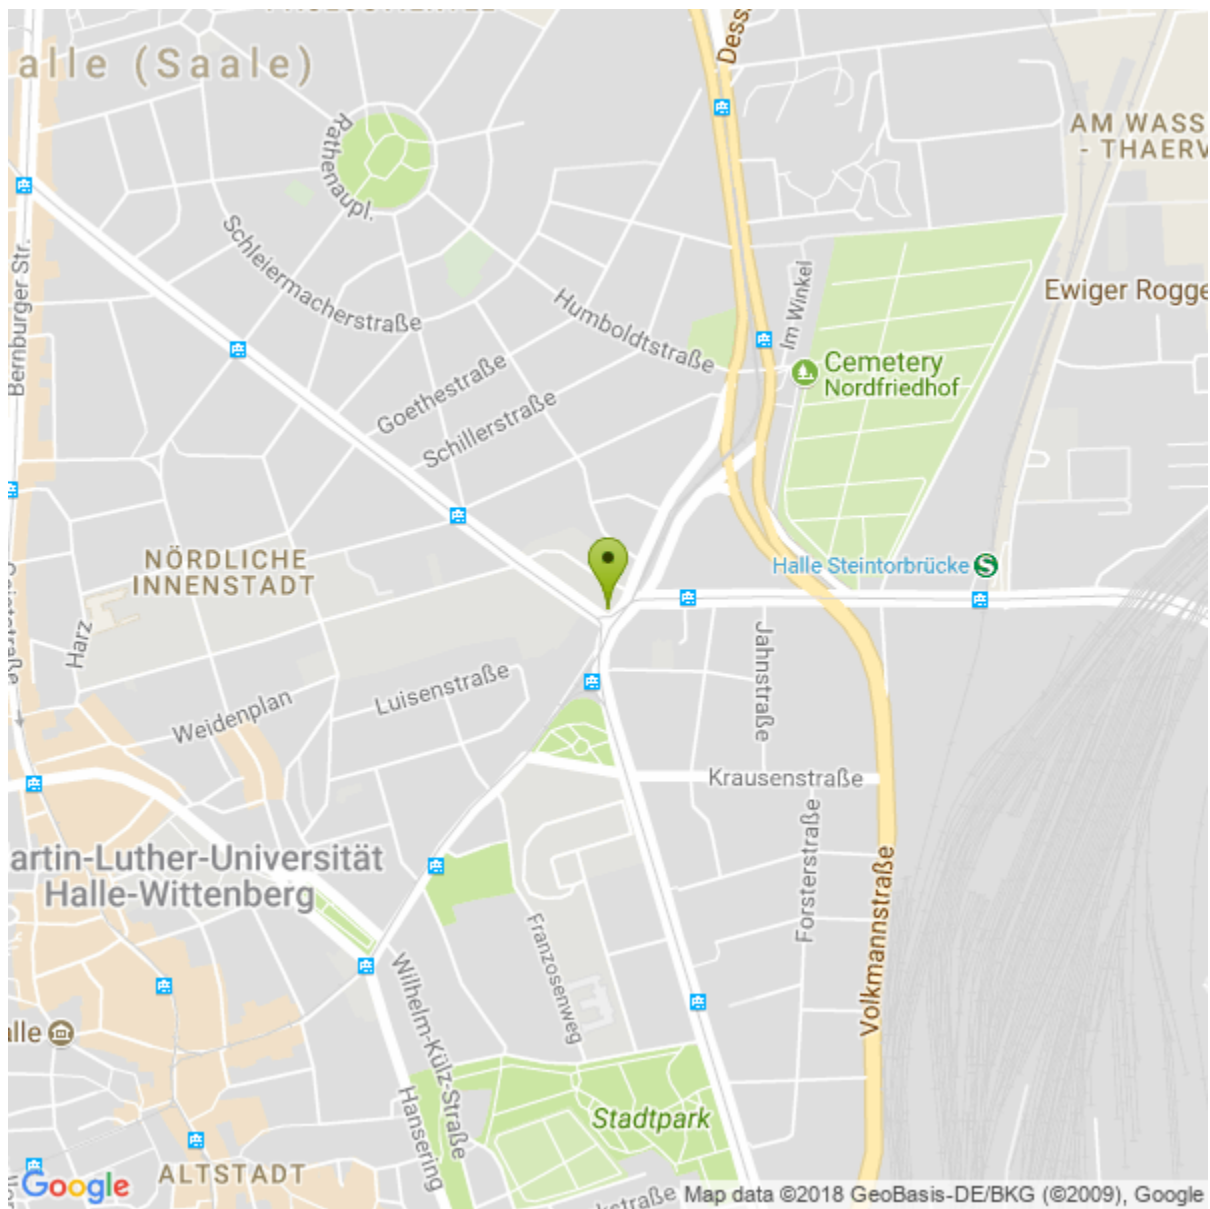 alle (Saale)
Dess
AM WASS
- THAERV
Rathenaupl.
Schleiermacherstraße
Bernburger Str.
Humboldtstraße
Im Winkel
Ewiger Rogge
Cemetery
Nordfriedhof
Goethestraße
Schillerstraße
NÖRDLICHE
INNENSTADT
Halle Steintorbrücke
S
Harz
Jahnstraße
Luisenstraße
Weidenplan
Krausenstraße
Forsterstraße
artin-Luther-Universität
Halle-Wittenberg
Volkmannstraße
Franzosenweg
Wilhelm-Külz-Straße
alle
Hansering
Stadtpark
ALTSTADT
Google
kstraße
Map data ©2018 GeoBasis-DE/BKG (©2009), Google